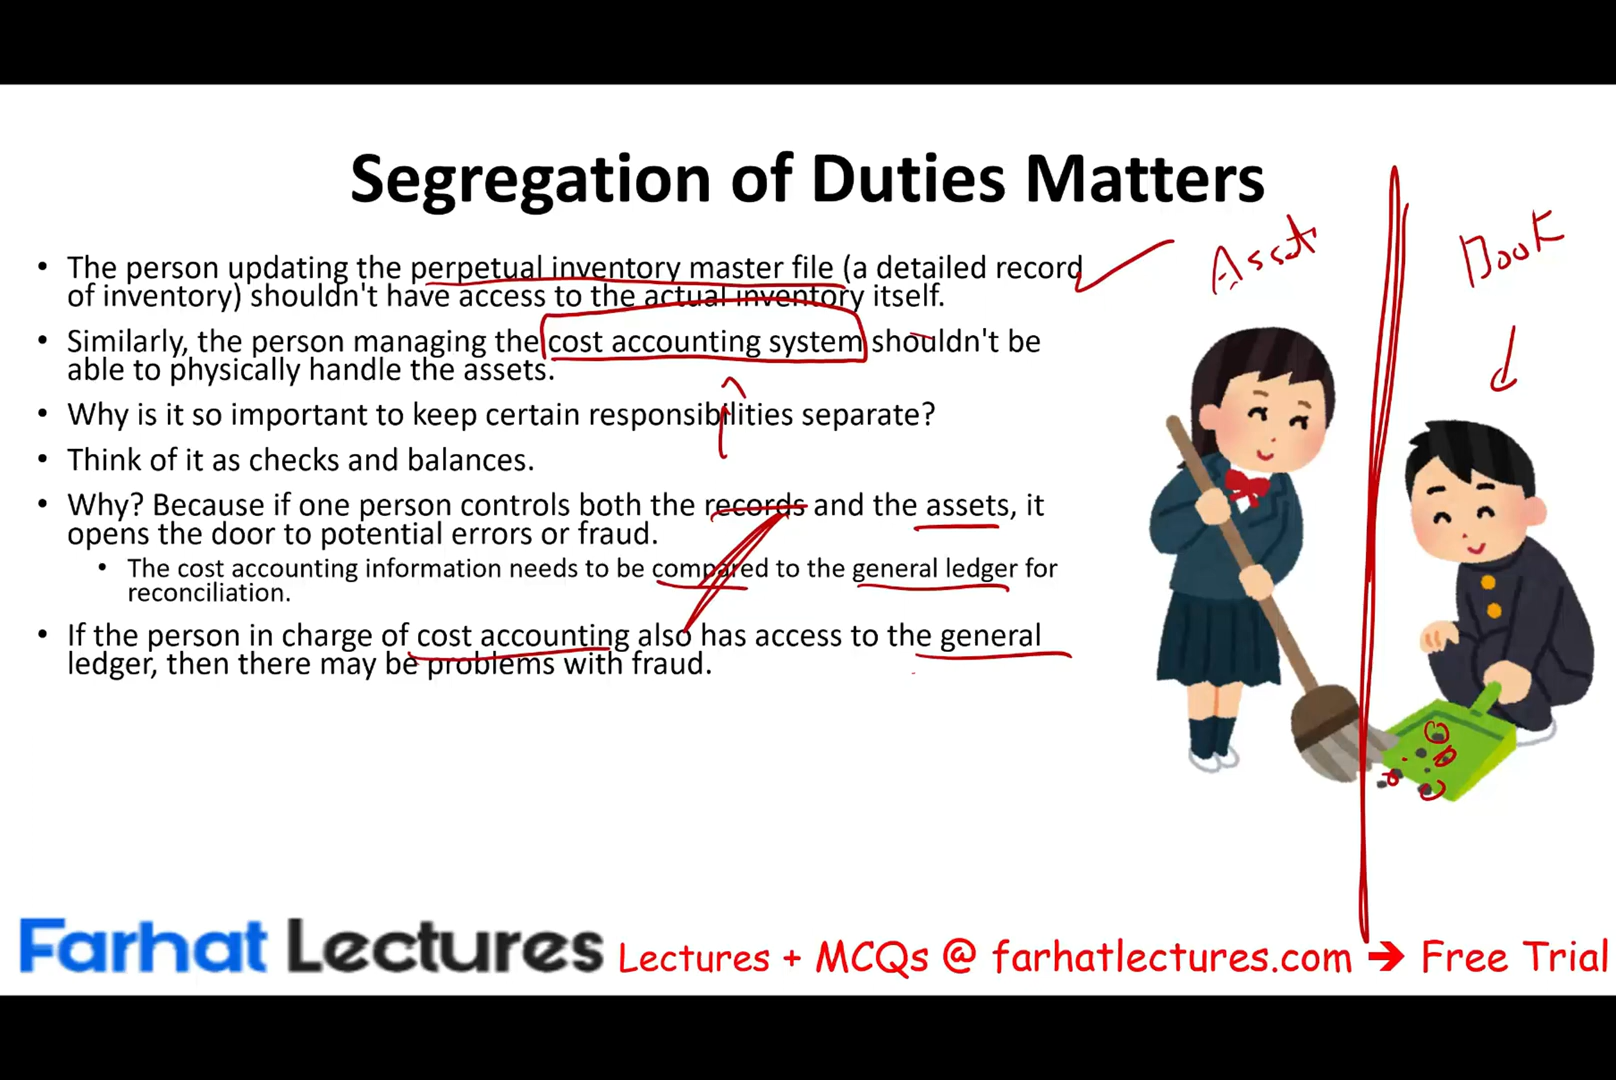 Segregation of Duties Matters
• The person updating the perpetual inventory master file (a detailed record
of inventory) shouldn't have access to the actual inventory itself.
• Similarly, the person managing the cost accounting system shouldn't be
able to physically handle the assets.
• Why is it so important to keep certain responsibilities separate?
• Think of it as checks and balances.
• Why? Because if one person controls both the records and the assets, it
opens the door to potential errors or fraud.
• The cost accounting information needs to be compared to the general ledger for
reconciliation.
• If the person in charge of cost accounting also has access to the general
ledger, then there may be problems with fraud.
Asset
Book
Farhat Lectures
Lectures + MCQs @ farhatlectures.com → Free Trial